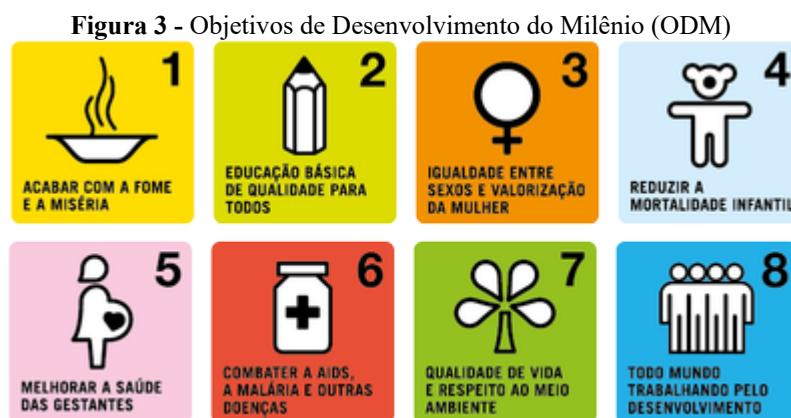 Figura 3 - Objetivos de Desenvolvimento do Milênio (ODM)
1
ACABAR COM A FOME
E A MISÉRIA
2
EDUCAÇÃO BÁSICA
DE QUALIDADE PARA
TODOS
3
IGUALDADE ENTRE
SEXOS E VALORIZAÇÃO
DA MULHER
4
REDUZIR A
MORTALIDADE INFANTIL
5
MELHORAR A SAÚDE
DAS GESTANTES
6
COMBATER A AIDS,
A MALÁRIA E OUTRAS
DOENÇAS
7
QUALIDADE DE VIDA
E RESPEITO AO MEIO
AMBIENTE
8
TODO MUNDO
TRABALHANDO PELO
DESENVOLVIMENTO